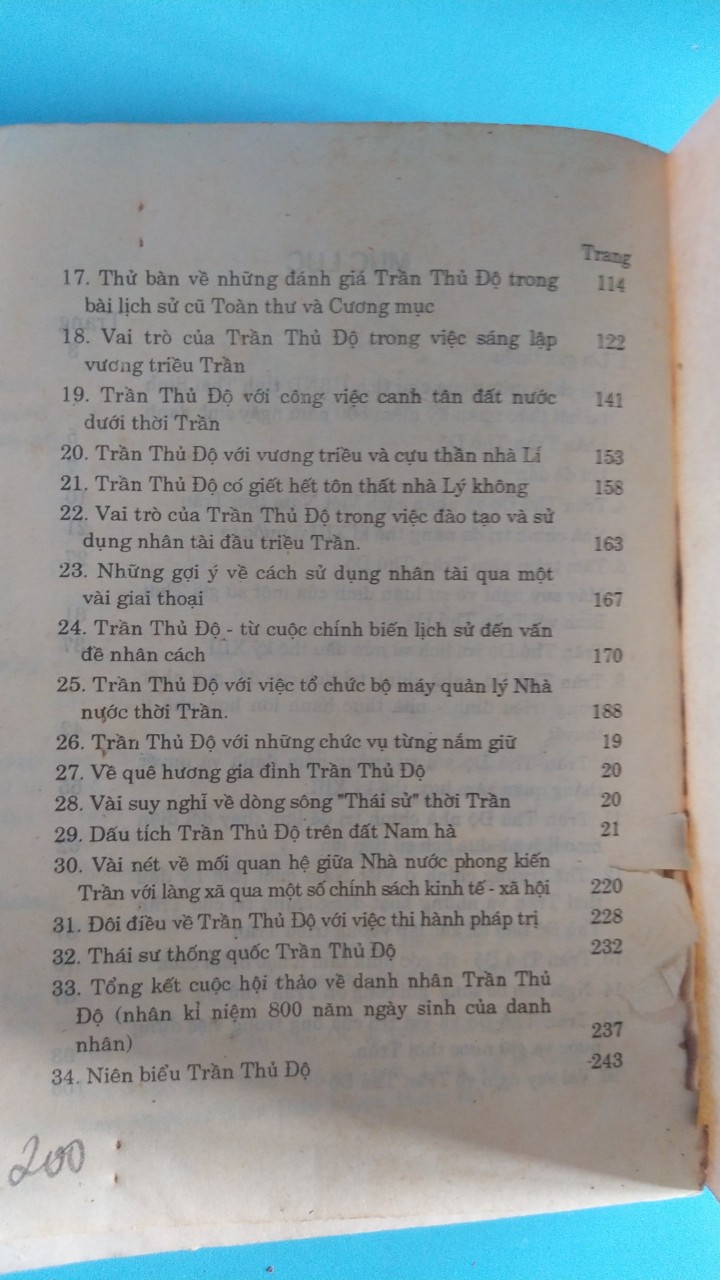 Trang
17. Thử bàn về những đánh giá Trần Thủ Độ trong 114
bài lịch sử cũ Toàn thư và Cương mục
18. Vai trò của Trần Thủ Độ trong việc sáng lập 122
vương triều Trần
19. Trần Thủ Độ với công việc canh tân đất nước 141
dưới thời Trần
20. Trần Thủ Độ với vương triều và cựu thần nhà Lí 153
21. Trần Thủ Độ có giết hết tôn thất nhà Lý không 158
22. Vai trò của Trần Thủ Độ trong việc đào tạo và sử
dụng nhân tài đầu triều Trần. 163
23. Những gợi ý về cách sử dụng nhân tài qua một
vài giai thoại 167
24. Trần Thủ Độ - từ cuộc chính biến lịch sử đến vấn
đề nhân cách 170
25. Trần Thủ Độ với việc tổ chức bộ máy quản lý Nhà
nước thời Trần. 188
26. Trần Thủ Độ với những chức vụ từng nắm giữ 19
27. Về quê hương gia đình Trần Thủ Độ 20
28. Vài suy nghĩ về dòng sông "Thái sử" thời Trần 20
29. Dấu tích Trần Thủ Độ trên đất Nam hà 21
30. Vài nét về mối quan hệ giữa Nhà nước phong kiến
Trần với làng xã qua một số chính sách kinh tế - xã hội 220
31. Đôi điều về Trần Thủ Độ với việc thi hành pháp trị 228
32. Thái sư thống quốc Trần Thủ Độ 232
33. Tổng kết cuộc hội thảo về danh nhân Trần Thủ
Độ (nhân kỉ niệm 800 năm ngày sinh của danh
nhân) 237
34. Niên biểu Trần Thủ Độ 243
200